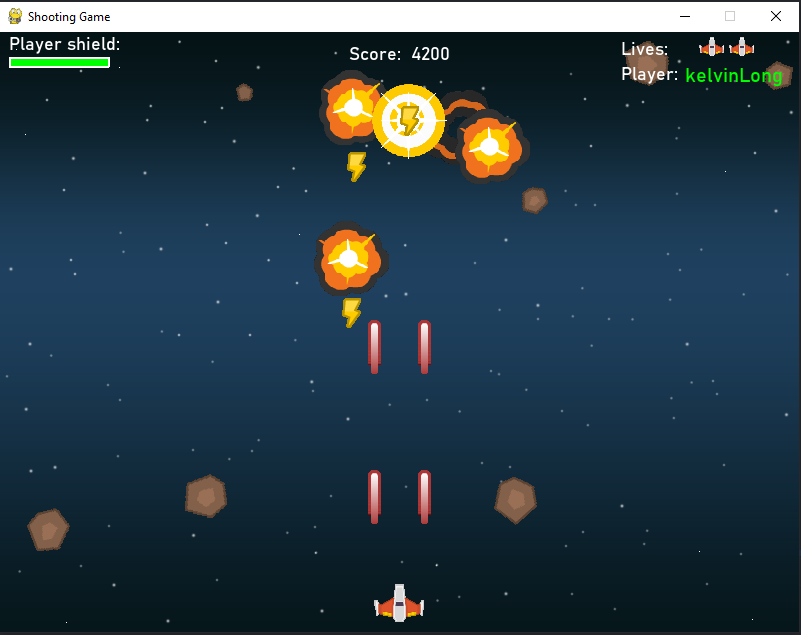 Shooting Game
Player shield:
Score: 4200
Lives:
Player: kelvinLong